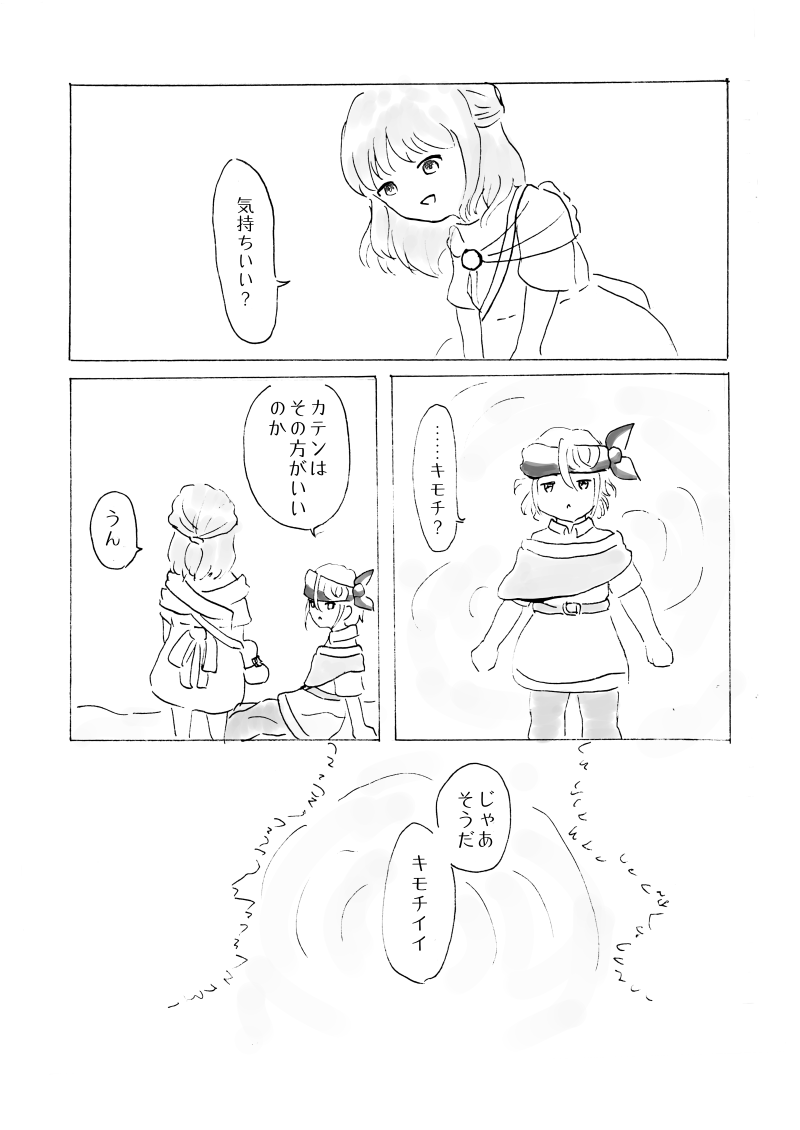 気持ちいい？
……キモチ？
カテンは
その方がいい
のか
うん
じゃあ
そうだ
キモチイイ